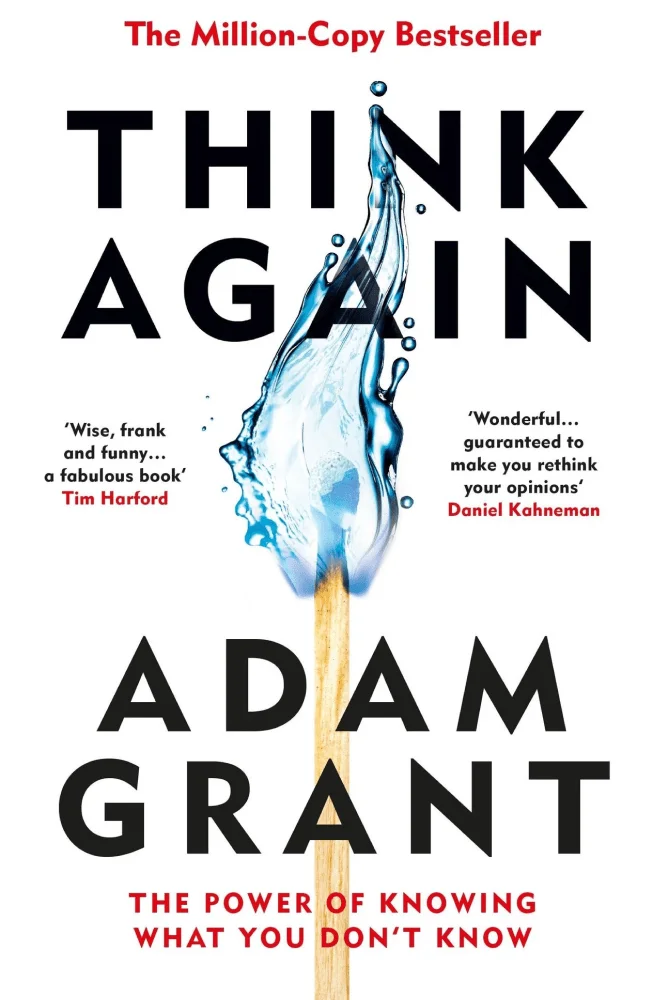 The Million-Copy Bestseller
THINK
AGAIN
‘Wise, frank
and funny...
a fabulous book’
Tim Harford
‘Wonderful...
guaranteed to
make you rethink
your opinions‘
Daniel Kahneman
ADAM
GRANT
THE POWER OF KNOWING
WHAT YOU DON’T KNOW